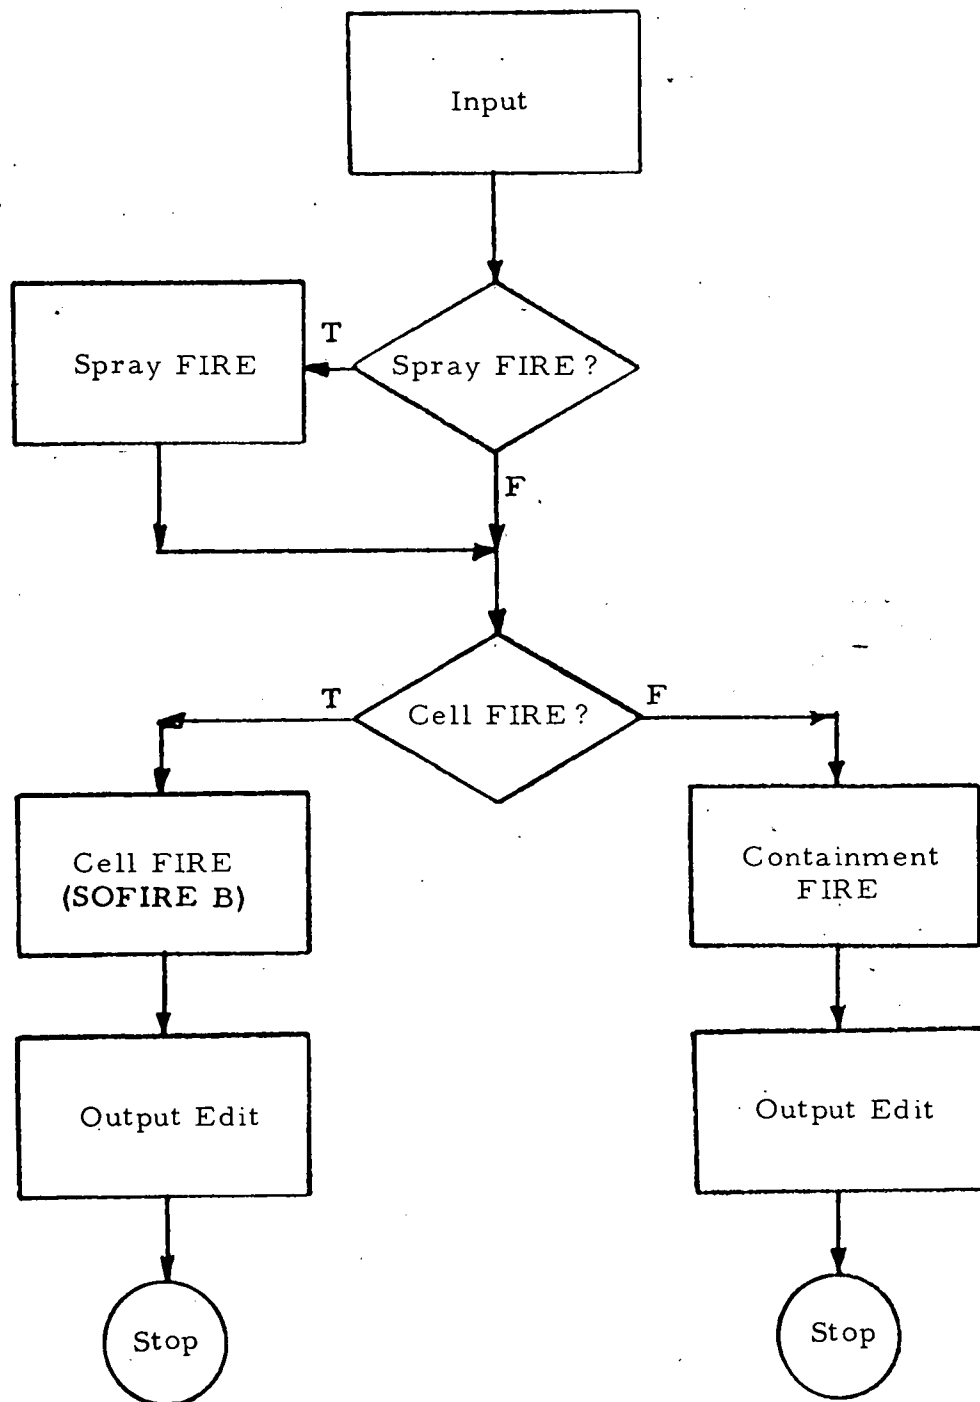 Input
T
Spray FIRE
Spray FIRE ?
F
T
Cell FIRE ?
F
Cell FIRE
(SOFIRE B)
Containment
FIRE
Output Edit
Output Edit
Stop
Stop